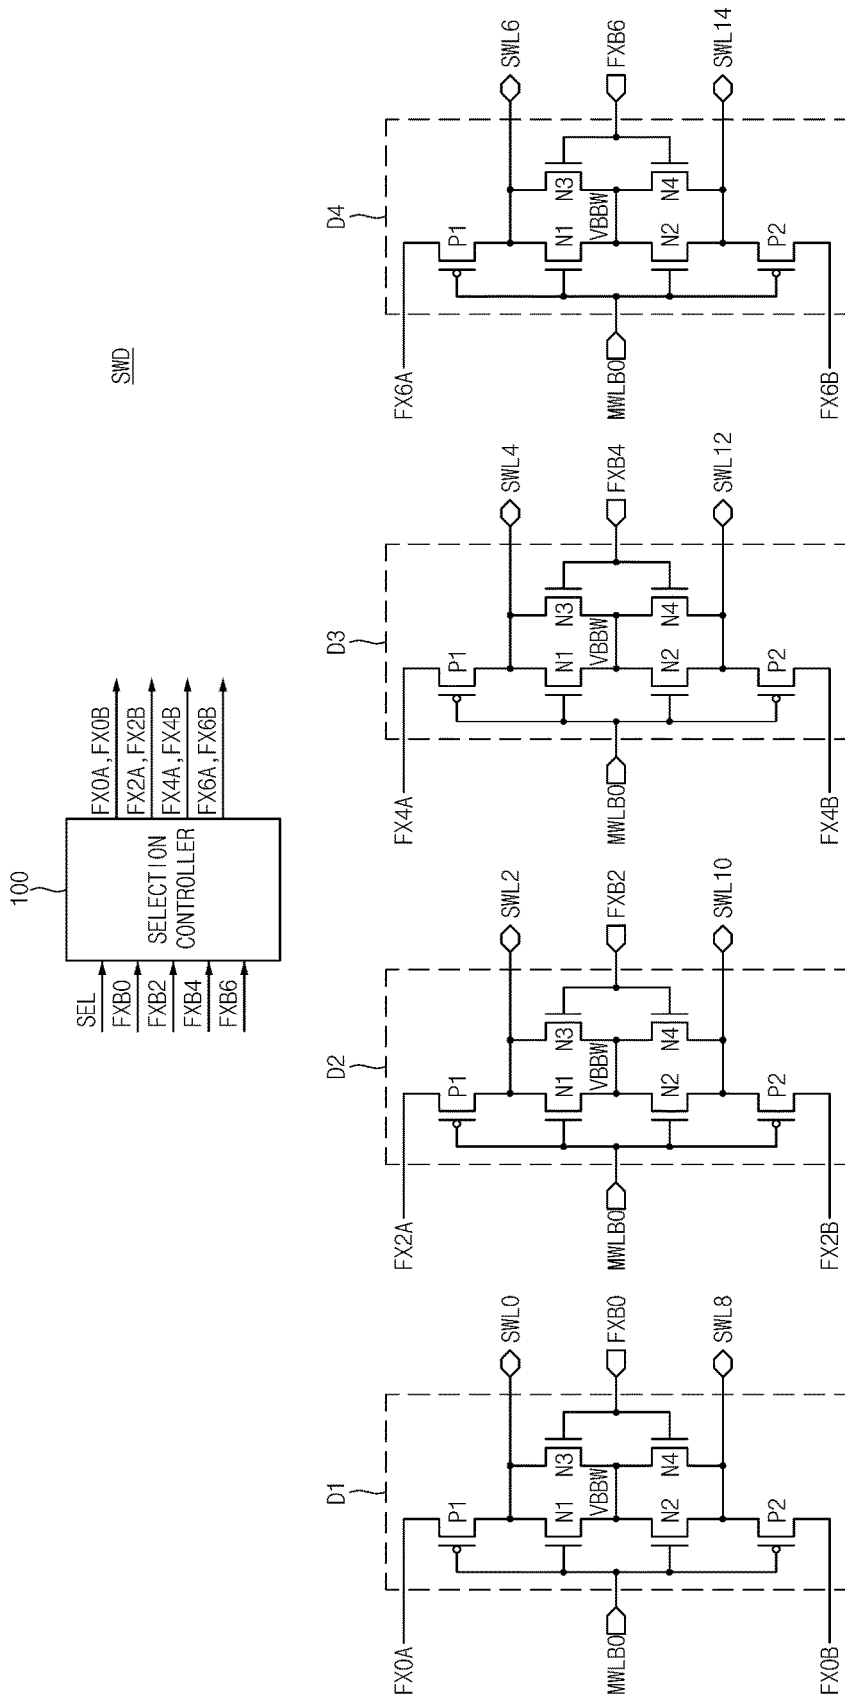 SWD
100
SELECTION
CONTROLLER
SEL
FXB0
FXB2
FXB4
FXB6
FX0A,FX0B
FX2A,FX2B
FX4A,FX4B
FX6A,FX6B
D1
FX0A
P1
SWL0
N1
N3
MWLB0
VBBW
FXB0
N2
N4
SWL8
P2
FX0B
D2
FX2A
P1
SWL2
N1
N3
MWLB0
VBBW
FXB2
N2
N4
SWL10
P2
FX2B
D3
FX4A
P1
SWL4
N1
N3
MWLB0
VBBW
FXB4
N2
N4
SWL12
P2
FX4B
D4
FX6A
P1
SWL6
N1
N3
MWLB0
VBBW
FXB6
N2
N4
SWL14
P2
FX6B